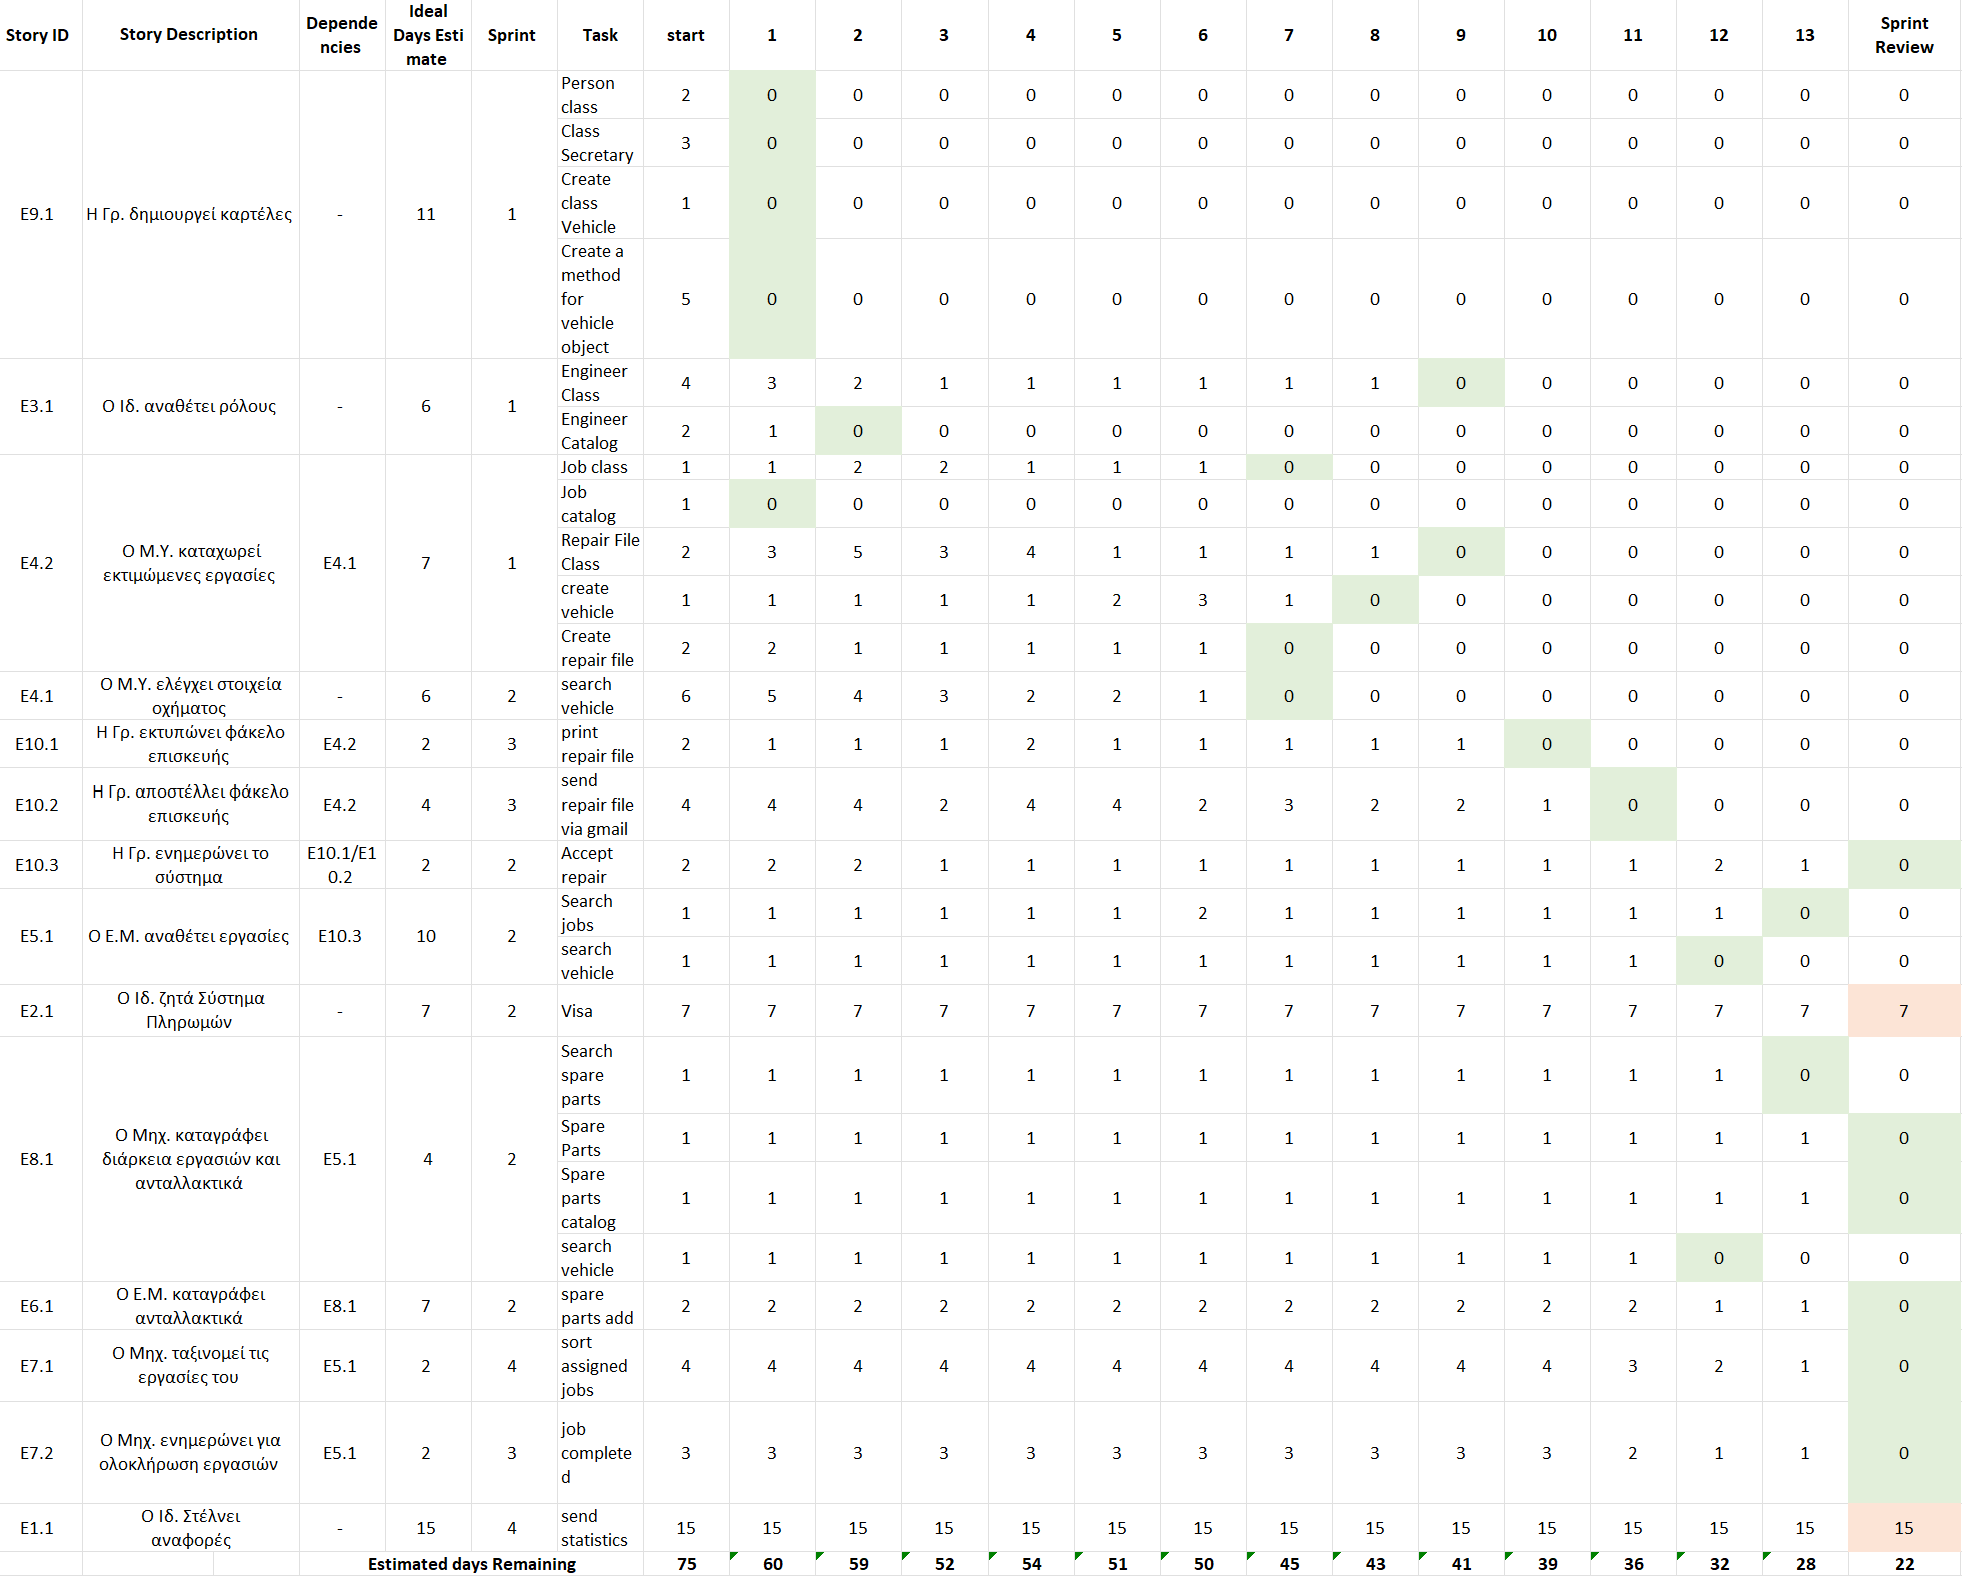 Story ID Story Description Dependencies Ideal Days Estimate Sprint Task start 1 2 3 4 5 6 7 8 9 10 11 12 13 Sprint Review
E9.1 Η Γρ. δημιουργεί καρτέλες - 11 1 Person class 2 0 0 0 0 0 0 0 0 0 0 0 0 0 0
Class Secretary 3 0 0 0 0 0 0 0 0 0 0 0 0 0 0
Create class Vehicle 1 0 0 0 0 0 0 0 0 0 0 0 0 0 0
Create a method for vehicle object 5 0 0 0 0 0 0 0 0 0 0 0 0 0 0
E3.1 Ο Ιδ. αναθέτει ρόλους - 6 1 Engineer Class 4 3 2 1 1 1 1 1 1 0 0 0 0 0 0
Engineer Catalog 2 1 0 0 0 0 0 0 0 0 0 0 0 0 0
E4.2 Ο Μ.Υ. καταχωρεί εκτιμώμενες εργασίες E4.1 7 1 Job class 1 1 2 2 1 1 1 0 0 0 0 0 0 0 0
Job catalog 1 0 0 0 0 0 0 0 0 0 0 0 0 0 0
Repair File Class 2 3 5 3 4 1 1 1 1 0 0 0 0 0 0
create vehicle 1 1 1 1 1 2 3 1 0 0 0 0 0 0 0
Create repair file 2 2 1 1 1 1 1 0 0 0 0 0 0 0 0
E4.1 Ο Μ.Υ. ελέγχει στοιχεία οχήματος - 6 2 search vehicle 6 5 4 3 2 2 1 0 0 0 0 0 0 0 0
E10.1 Η Γρ. εκτυπώνει φάκελο επισκευής E4.2 2 3 print repair file 2 1 1 1 2 1 1 1 1 1 0 0 0 0 0
E10.2 Η Γρ. αποστέλλει φάκελο επισκευής E4.2 4 3 send repair file via gmail 4 4 4 2 4 4 2 3 2 2 1 0 0 0 0
E10.3 Η Γρ. ενημερώνει το σύστημα E10.1/E10.2 2 2 Accept repair 2 2 2 1 1 1 1 1 1 1 1 1 2 1 0
E5.1 Ο Ε.Μ. αναθέτει εργασίες E10.3 10 2 Search jobs 1 1 1 1 1 1 2 1 1 1 1 1 1 0 0
search vehicle 1 1 1 1 1 1 1 1 1 1 1 1 0 0 0
E2.1 Ο Ιδ. ζητά Σύστημα Πληρωμών - 7 2 Visa 7 7 7 7 7 7 7 7 7 7 7 7 7 7 7
E8.1 Ο Μηχ. καταγράφει διάρκεια εργασιών και ανταλλακτικά E5.1 4 2 Search spare parts 1 1 1 1 1 1 1 1 1 1 1 1 1 0 0
Spare Parts 1 1 1 1 1 1 1 1 1 1 1 1 1 1 0
Spare parts catalog 1 1 1 1 1 1 1 1 1 1 1 1 1 1 0
search vehicle 1 1 1 1 1 1 1 1 1 1 1 1 0 0 0
E6.1 Ο Ε.Μ. καταγράφει ανταλλακτικά E8.1 7 2 spare parts add 2 2 2 2 2 2 2 2 2 2 2 2 1 1 0
E7.1 Ο Μηχ. ταξινομεί τις εργασίες του E5.1 2 4 sort assigned jobs 4 4 4 4 4 4 4 4 4 4 4 3 2 1 0
E7.2 Ο Μηχ. ενημερώνει για ολοκλήρωση εργασιών E5.1 2 3 job completed 3 3 3 3 3 3 3 3 3 3 3 2 1 1 0
E1.1 Ο Ιδ. Στέλνει αναφορές - 15 4 send statistics 15 15 15 15 15 15 15 15 15 15 15 15 15 15 15
Estimated days Remaining 75 60 59 52 54 51 50 45 43 41 39 36 32 28 22